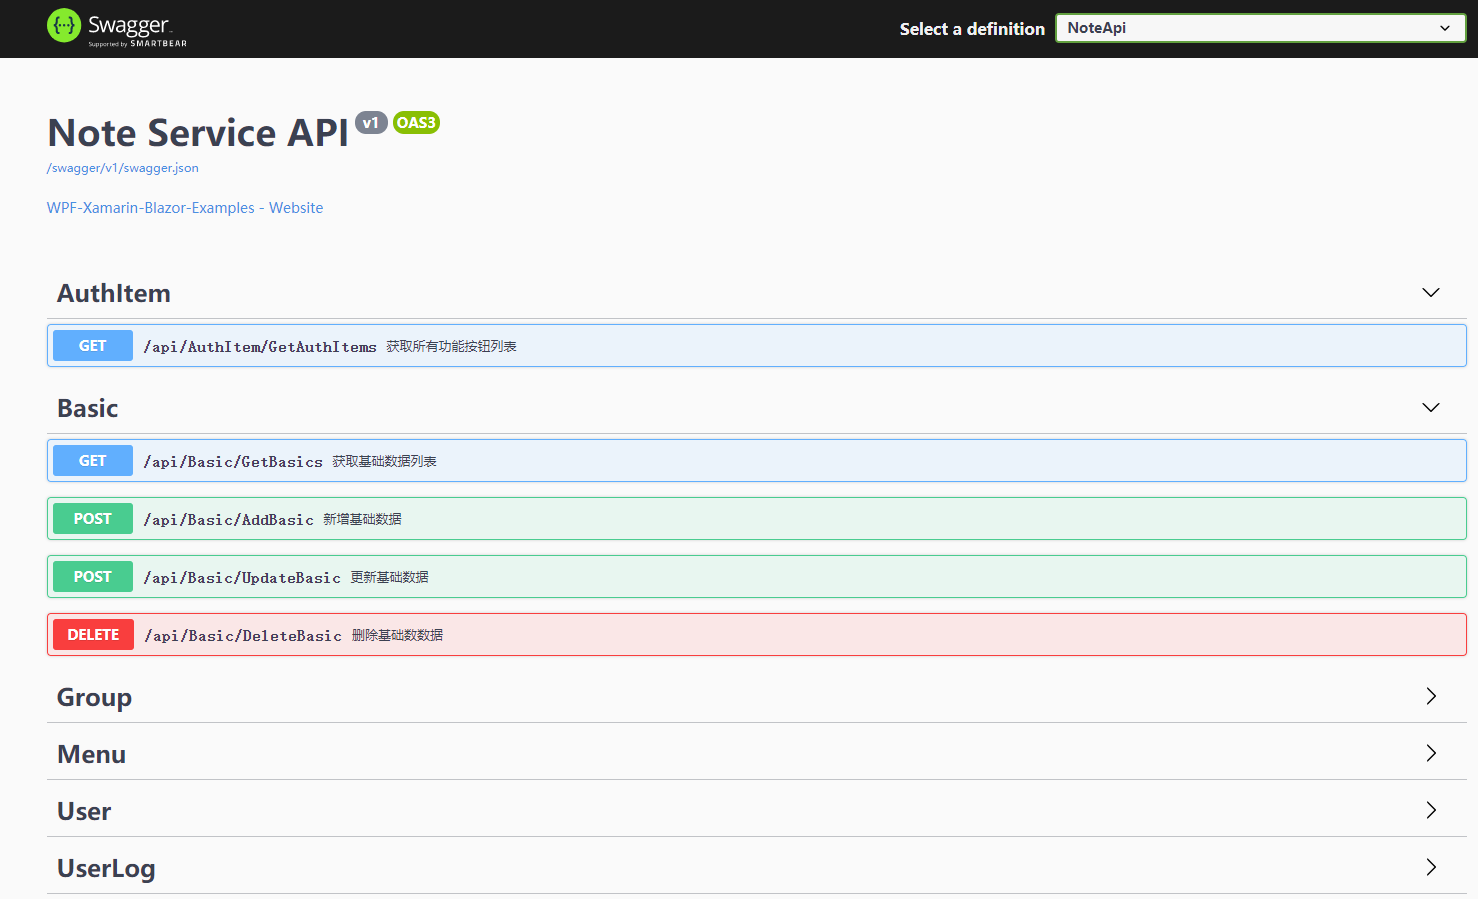 Swagger
Supported by SMARTBEAR
Select a definition
NoteApi
Note Service API v1 OAS3
/swagger/v1/swagger.json
WPF-Xamarin-Blazor-Examples - Website
AuthItem
GET /api/AuthItem/GetAuthItems 获取所有功能按钮列表
Basic
GET /api/Basic/GetBasics 获取基础数据列表
POST /api/Basic/AddBasic 新增基础数据
POST /api/Basic/UpdateBasic 更新基础数据
DELETE /api/Basic/DeleteBasic 删除基础数数据
Group
Menu
User
UserLog